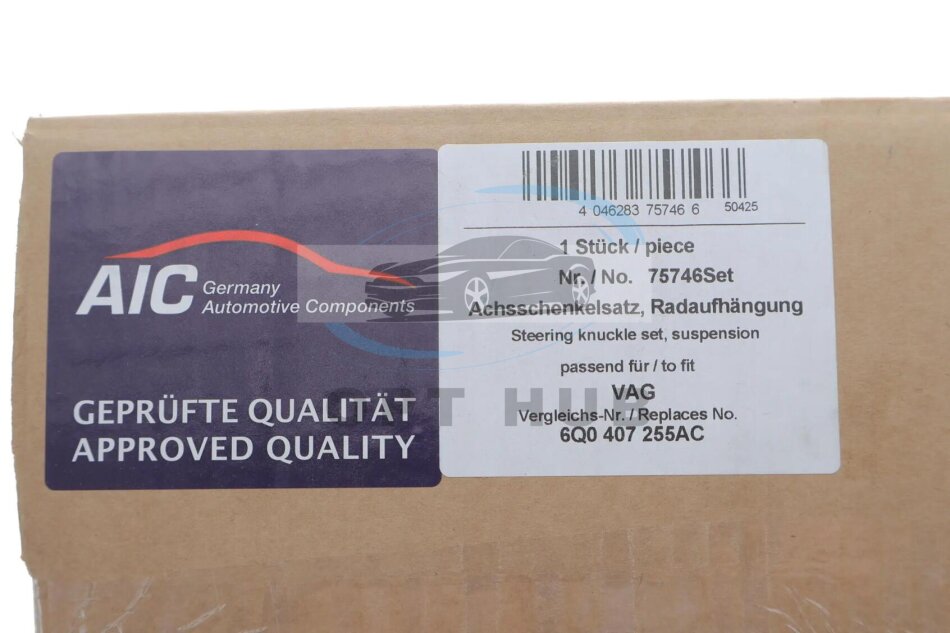 AIC Germany
Automotive Components
GEPRÜFTE QUALITÄT
APPROVED QUALITY
4 046283 75746 6 50425
1 Stück / piece
Nr. / No. 75746Set
Achsschenkelsatz, Radaufhängung
Steering knuckle set, suspension
passend für / to fit
VAG
Vergleichs-Nr. / Replaces No.
6Q0 407 255AC
HUB